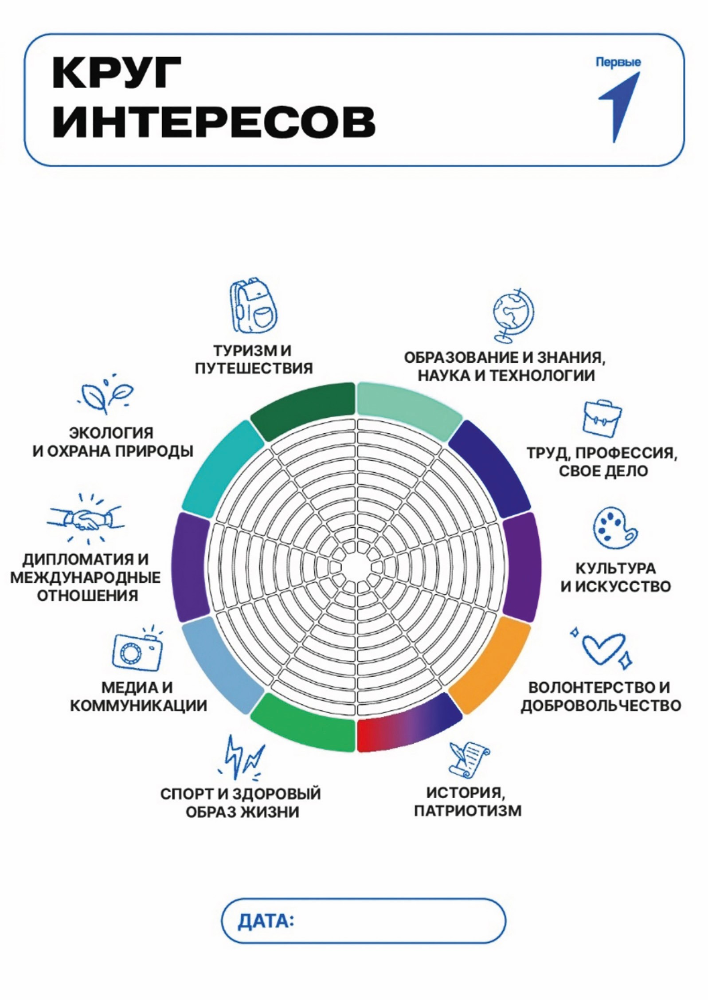 КРУГ
ИНТЕРЕСОВ
Первые
ТУРИЗМ И
ПУТЕШЕСТВИЯ
ОБРАЗОВАНИЕ И ЗНАНИЯ,
НАУКА И ТЕХНОЛОГИИ
ЭКОЛОГИЯ
И ОХРАНА ПРИРОДЫ
ТРУД, ПРОФЕССИЯ,
СВОЕ ДЕЛО
ДИПЛОМАТИЯ И
МЕЖДУНАРОДНЫЕ
ОТНОШЕНИЯ
КУЛЬТУРА
И ИСКУССТВО
МЕДИА И
КОММУНИКАЦИИ
ВОЛОНТЕРСТВО И
ДОБРОВОЛЬЧЕСТВО
СПОРТ И ЗДОРОВЫЙ
ОБРАЗ ЖИЗНИ
ИСТОРИЯ,
ПАТРИОТИЗМ
ДАТА: